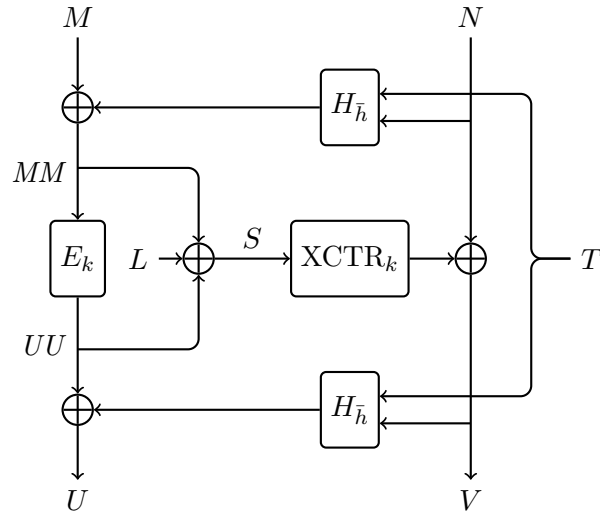 M N
H_h̄
MM
E_k L S XCTR_k T
UU
H_h̄
U V